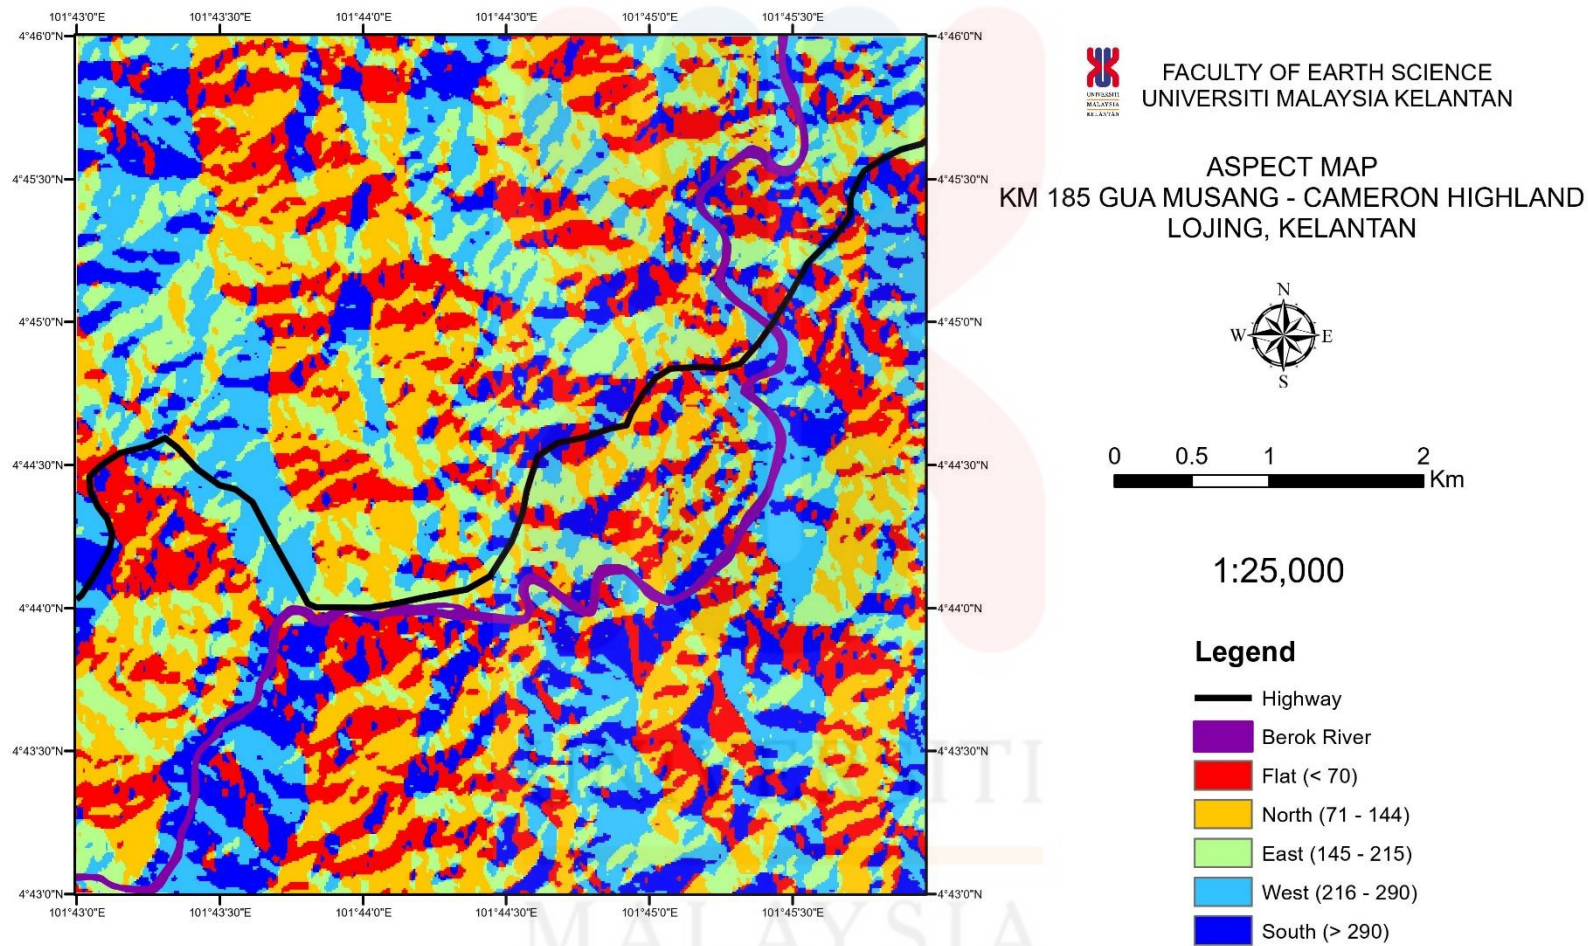 101°43'0"E 101°43'30"E 101°44'0"E 101°44'30"E 101°45'0"E 101°45'30"E
4°46'0"N 4°46'0"N
4°45'30"N 4°45'30"N
4°45'0"N 4°45'0"N
4°44'30"N 4°44'30"N
4°44'0"N 4°44'0"N
4°43'30"N 4°43'30"N
4°43'0"N 4°43'0"N
101°43'0"E 101°43'30"E 101°44'0"E 101°44'30"E 101°45'0"E 101°45'30"E
UNIVERSITI
MALAYSIA
KELANTAN
FACULTY OF EARTH SCIENCE
UNIVERSITI MALAYSIA KELANTAN
ASPECT MAP
KM 185 GUA MUSANG - CAMERON HIGHLAND
LOJING, KELANTAN
N
W E
S
0 0.5 1 2
Km
1:25,000
Legend
Highway
Berok River
Flat (< 70)
North (71 - 144)
East (145 - 215)
West (216 - 290)
South (> 290)
MALAYSIA